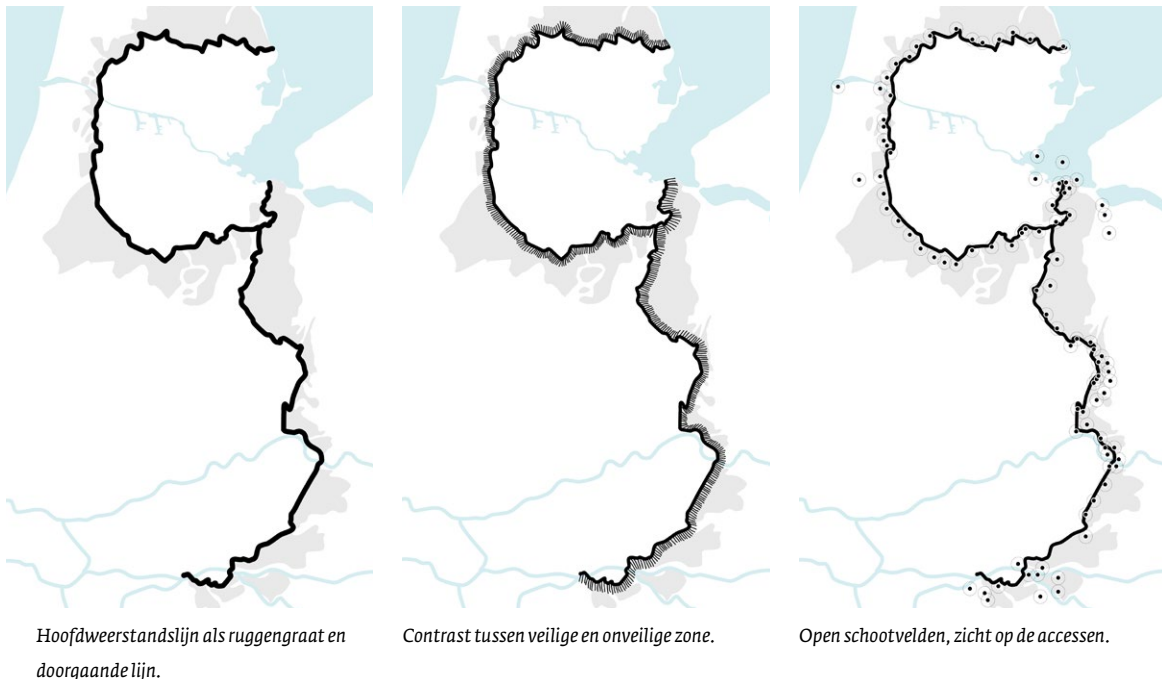 Hoofdweerstandslijn als ruggengraat en
doorgaande lijn.
Contrast tussen veilige en onveilige zone.
Open schootvelden, zicht op de accessen.